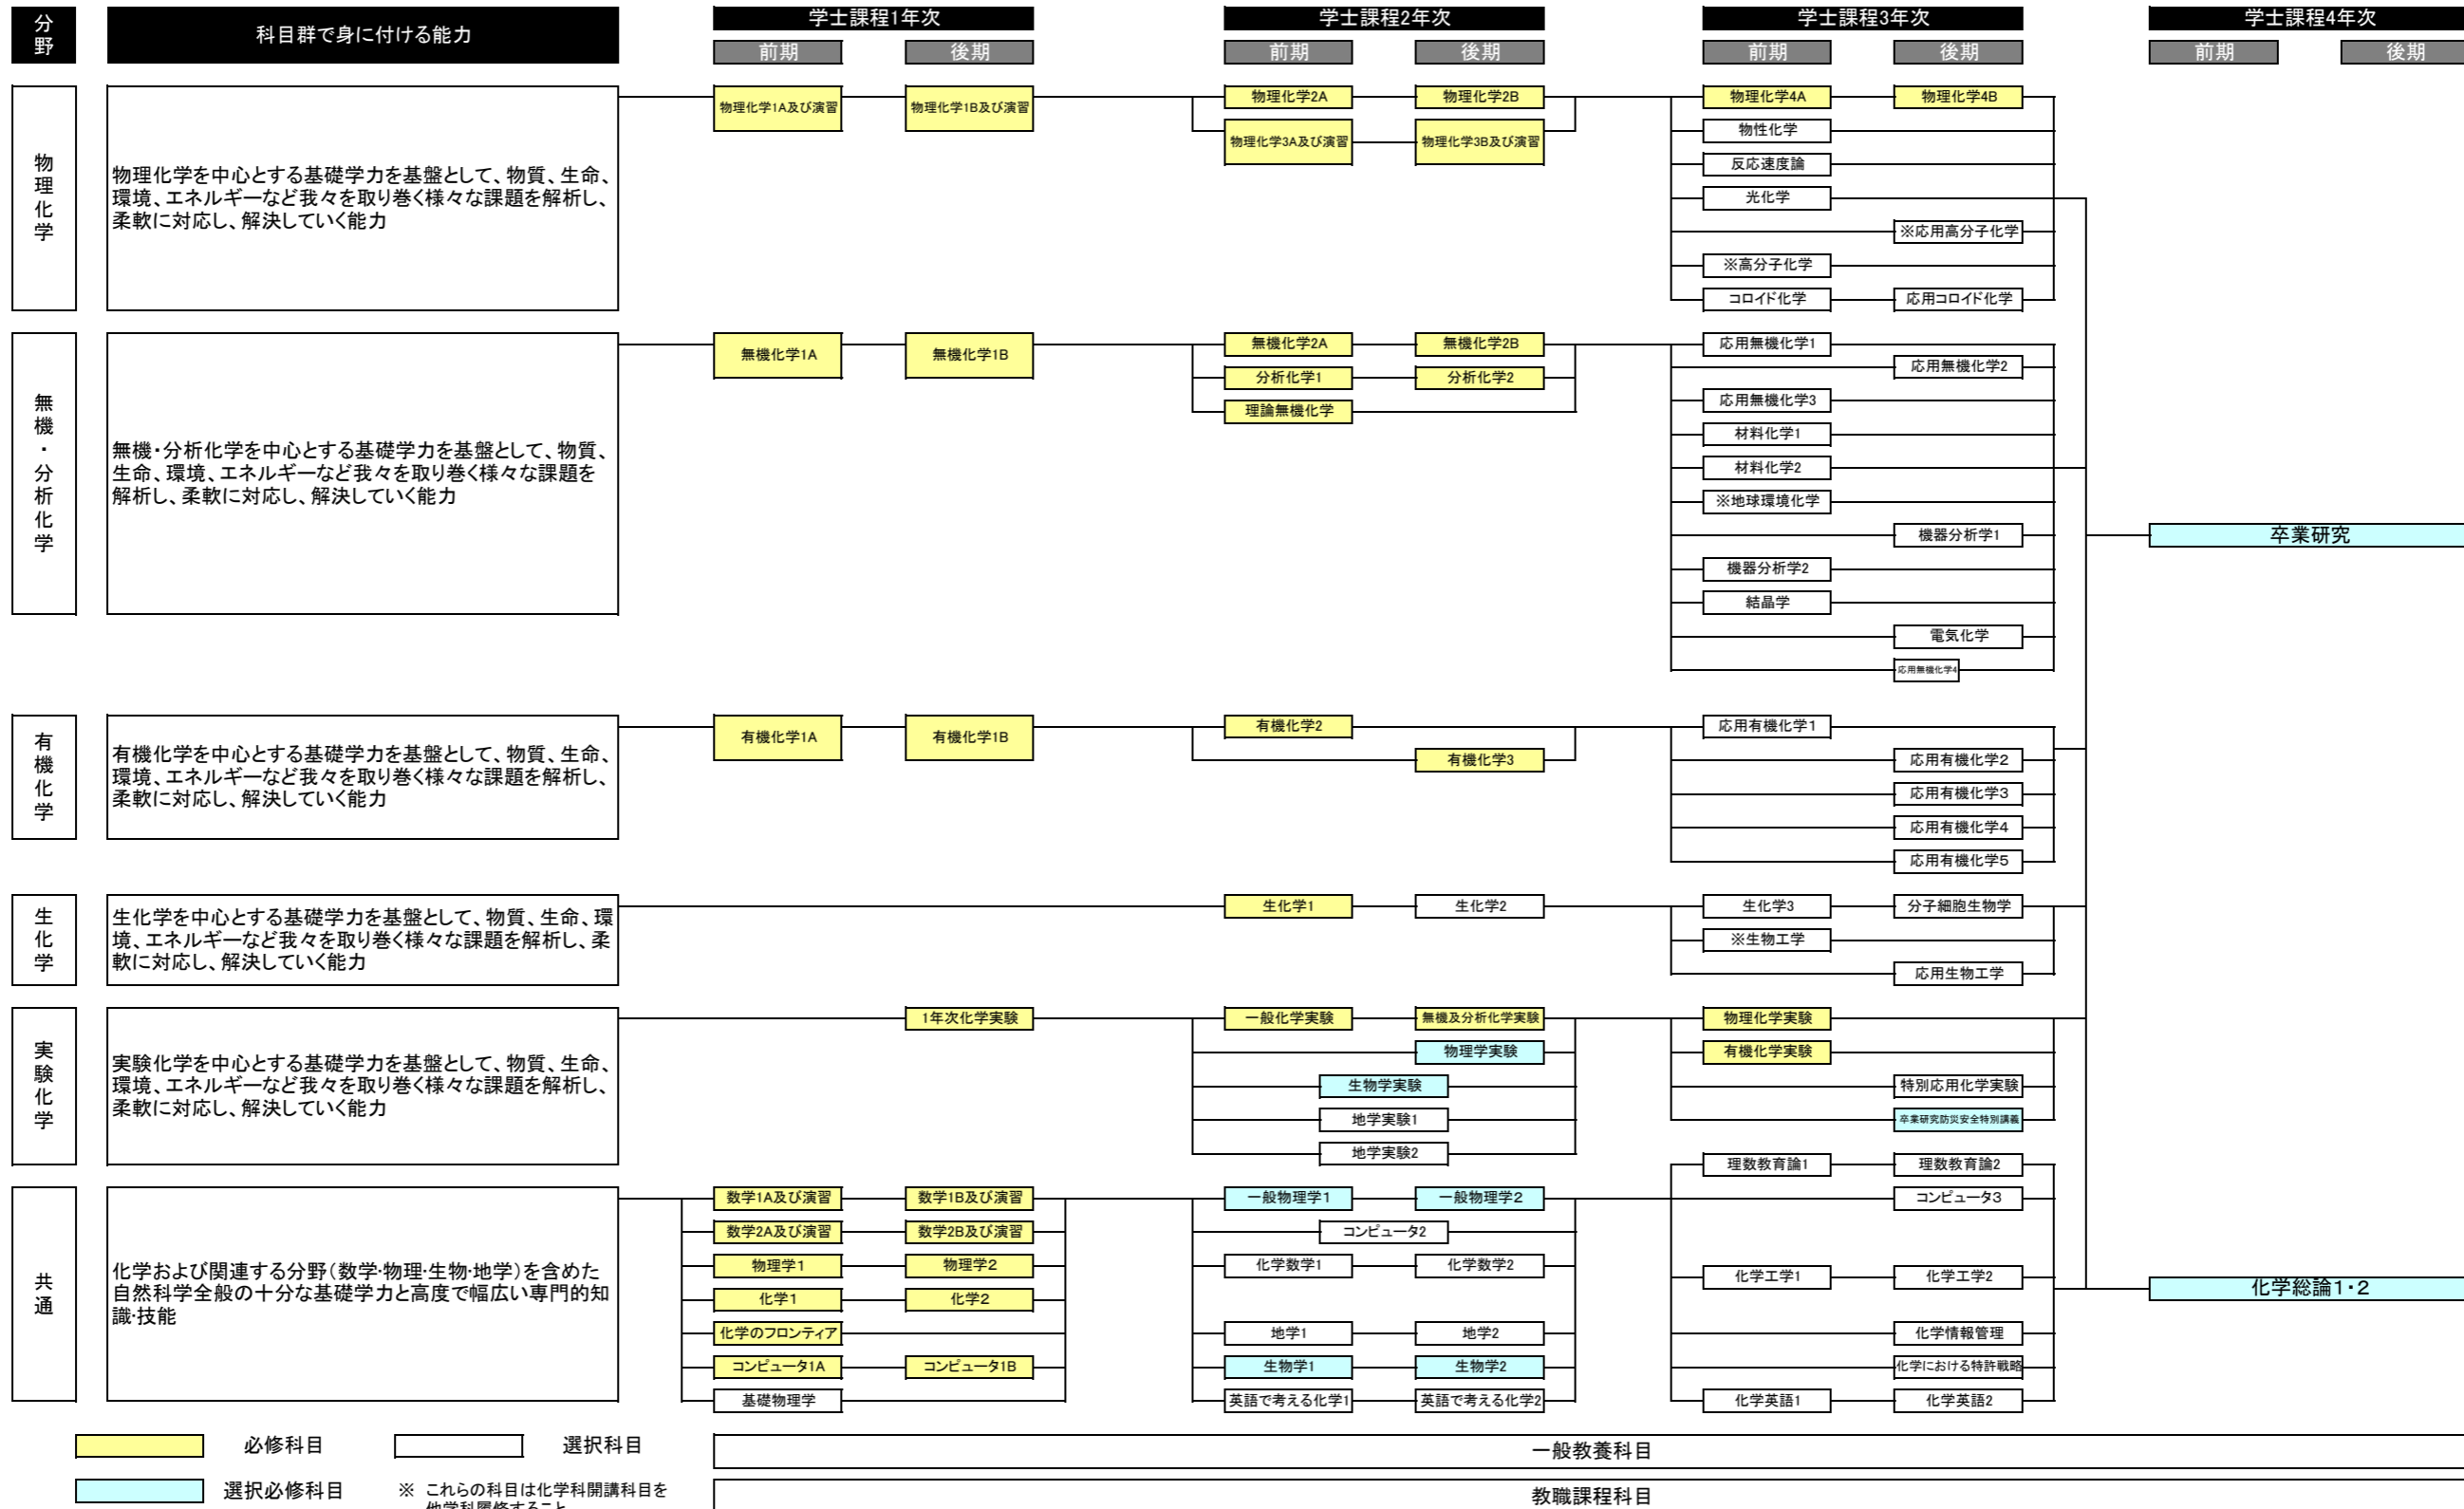 分野
科目群で身に付ける能力
学士課程1年次
学士課程2年次
学士課程3年次
学士課程4年次
前期
後期
前期
後期
前期
後期
前期
後期
物理化学
物理化学を中心とする基礎学力を基盤として、物質、生命、
環境、エネルギーなど我々を取り巻く様々な課題を解析し、
柔軟に対応し、解決していく能力
物理化学1A及び演習
物理化学1B及び演習
物理化学2A
物理化学2B
物理化学3A及び演習
物理化学3B及び演習
物理化学4A
物理化学4B
物性化学
反応速度論
光化学
※応用高分子化学
※高分子化学
コロイド化学
応用コロイド化学
無機・分析化学
無機・分析化学を中心とする基礎学力を基盤として、物質、
生命、環境、エネルギーなど我々を取り巻く様々な課題を
解析し、柔軟に対応し、解決していく能力
無機化学1A
無機化学1B
無機化学2A
無機化学2B
分析化学1
分析化学2
理論無機化学
応用無機化学1
応用無機化学2
応用無機化学3
材料化学1
材料化学2
※地球環境化学
機器分析学1
機器分析学2
結晶学
電気化学
応用無機化学4
卒業研究
有機化学
有機化学を中心とする基礎学力を基盤として、物質、生命、
環境、エネルギーなど我々を取り巻く様々な課題を解析し、
柔軟に対応し、解決していく能力
有機化学1A
有機化学1B
有機化学2
有機化学3
応用有機化学1
応用有機化学2
応用有機化学3
応用有機化学4
応用有機化学5
生化学
生化学を中心とする基礎学力を基盤として、物質、生命、環
境、エネルギーなど我々を取り巻く様々な課題を解析し、柔
軟に対応し、解決していく能力
生化学1
生化学2
生化学3
分子細胞生物学
※生物工学
応用生物工学
実験化学
実験化学を中心とする基礎学力を基盤として、物質、生命、
環境、エネルギーなど我々を取り巻く様々な課題を解析し、
柔軟に対応し、解決していく能力
1年次化学実験
一般化学実験
無機及分析化学実験
物理学実験
生物学実験
地学実験1
地学実験2
物理化学実験
有機化学実験
特別応用化学実験
卒業研究防災安全特別講義
共通
化学および関連する分野(数学・物理・生物・地学)を含めた
自然科学全般の十分な基礎学力と高度で幅広い専門的知
識・技能
数学1A及び演習
数学1B及び演習
数学2A及び演習
数学2B及び演習
物理学1
物理学2
化学1
化学2
化学のフロンティア
コンピュータ1A
コンピュータ1B
基礎物理学
一般物理学1
一般物理学2
コンピュータ2
化学数学1
化学数学2
地学1
地学2
生物学1
生物学2
英語で考える化学1
英語で考える化学2
理数教育論1
理数教育論2
コンピュータ3
化学工学1
化学工学2
化学情報管理
化学における特許戦略
化学英語1
化学英語2
化学総論1・2
必修科目
選択科目
選択必修科目
※ これらの科目は化学科開講科目を
他学科履修すること
一般教養科目
教職課程科目